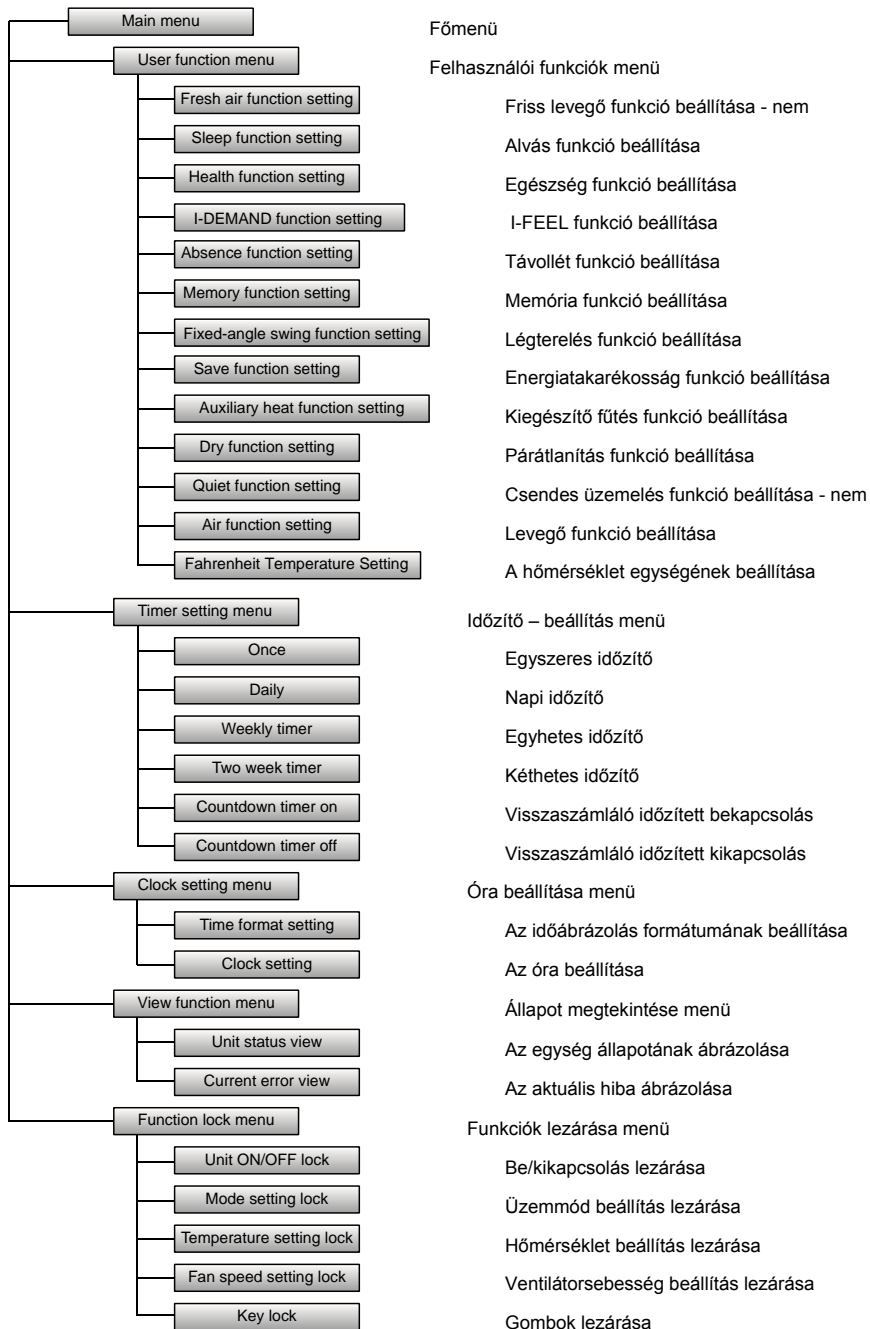 Main menu
Főmenü
User function menu
Felhasználói funkciók menü
Fresh air function setting
Friss levegő funkció beállítása - nem
Sleep function setting
Alvás funkció beállítása
Health function setting
Egészség funkció beállítása
I-DEMAND function setting
I-FEEL funkció beállítása
Absence function setting
Távollét funkció beállítása
Memory function setting
Memória funkció beállítása
Fixed-angle swing function setting
Légterelés funkció beállítása
Save function setting
Energiatakarékosság funkció beállítása
Auxiliary heat function setting
Kiegészítő fűtés funkció beállítása
Dry function setting
Párátlanítás funkció beállítása
Quiet function setting
Csendes üzemelés funkció beállítása - nem
Air function setting
Levegő funkció beállítása
Fahrenheit Temperature Setting
A hőmérséklet egységének beállítása
Timer setting menu
Időzítő – beállítás menü
Once
Egyszeres időzítő
Daily
Napi időzítő
Weekly timer
Egyhetes időzítő
Two week timer
Kéthetes időzítő
Countdown timer on
Visszaszámláló időzített bekapcsolás
Countdown timer off
Visszaszámláló időzített kikapcsolás
Clock setting menu
Óra beállítása menü
Time format setting
Az időábrázolás formátumának beállítása
Clock setting
Az óra beállítása
View function menu
Állapot megtekintése menü
Unit status view
Az egység állapotának ábrázolása
Current error view
Az aktuális hiba ábrázolása
Function lock menu
Funkciók lezárása menü
Unit ON/OFF lock
Be/kikapcsolás lezárása
Mode setting lock
Üzemmód beállítás lezárása
Temperature setting lock
Hőmérséklet beállítás lezárása
Fan speed setting lock
Ventilátorsebesség beállítás lezárása
Key lock
Gombok lezárása